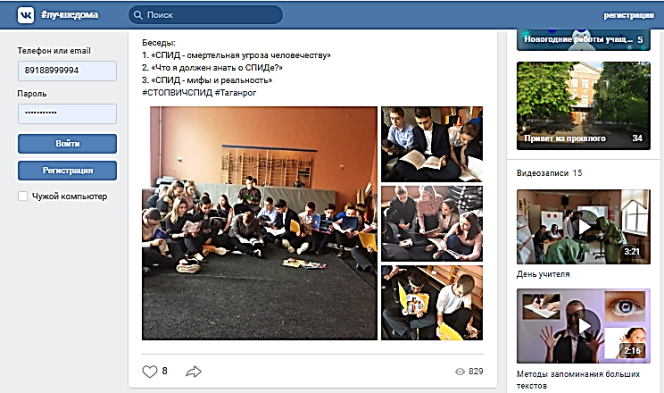 #лучшедома
Поиск
регистрация
Телефон или email
89188999994
Пароль
••••••••••
Войти
Регистрация
Чужой компьютер
Беседы:
1. «СПИД - смертельная угроза человечеству»
2. «Что я должен знать о СПИДе?»
3. «СПИД - мифы и реальность»
#СТОПВИЧСПИД #Таганрог
8
829
Новогодние работы учащ... 5
Привет из прошлого 34
Видеозаписи 15
3:21
День учителя
2:16
Методы запоминания больших
текстов